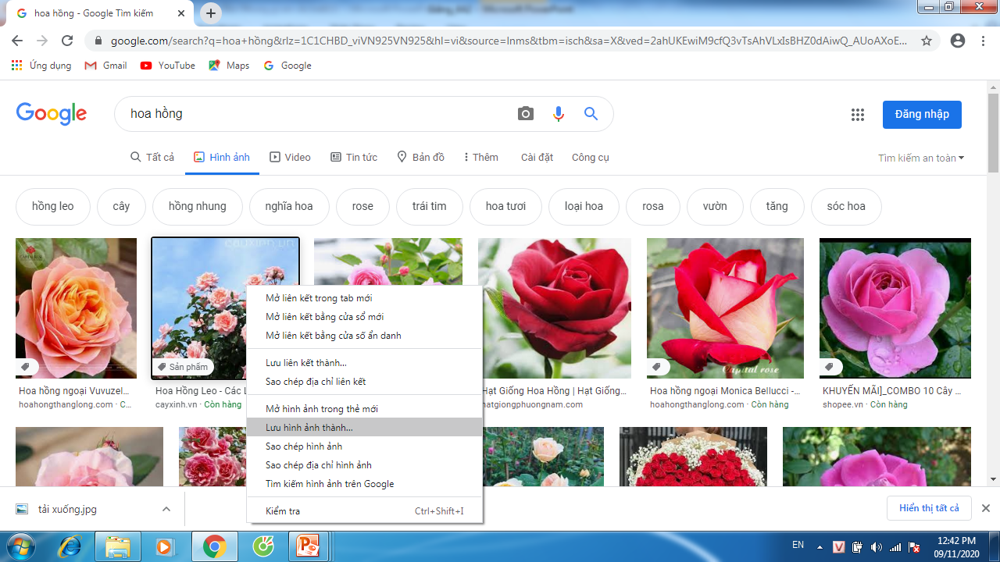 hoa hồng - Google Tìm kiếm
google.com/search?q=hoa+hồng&rlz=1C1CHBD_viVN925VN925&hl=vi&source=lnms&tbm=isch&sa=X&ved=2ahUKEwiM9cfQ3vTsAhVLxIsBHZ0dAiwQ_AUoAXoE...
Ứng dụng Gmail YouTube Maps Google
Google hoa hồng Đăng nhập
Tất cả Hình ảnh Video Tin tức Bản đồ Thêm Cài đặt Công cụ Tìm kiếm an toàn
hồng leo cây hồng nhung nghĩa hoa rose trái tim hoa tươi loại hoa rosa vườn tăng sóc hoa
Mở liên kết trong tab mới
Mở liên kết bằng cửa sổ mới
Mở liên kết bằng cửa sổ ẩn danh
Lưu liên kết thành...
Sao chép địa chỉ liên kết
Mở hình ảnh trong thẻ mới
Lưu hình ảnh thành...
Sao chép hình ảnh
Sao chép địa chỉ hình ảnh
Tìm kiếm hình ảnh trên Google
Kiểm tra Ctrl+Shift+I
Sản phẩm
Capital rose
Hoa hồng ngoại Vuvuzel... Hoa Hồng Leo - Các L Hạt Giống Hoa Hồng | Hạt Giống... Hoa hồng ngoại Monica Bellucci -... KHUYẾN MÃI]_COMBO 10 Cây ...
hoahongthanglong.com · C... cayxinh.vn · Còn hàng hatgiongphuongnam.com hoahongthanglong.com · Còn hàng shopee.vn · Còn hàng
tải xuống.jpg Hiển thị tất cả
EN 12:42 PM
09/11/2020